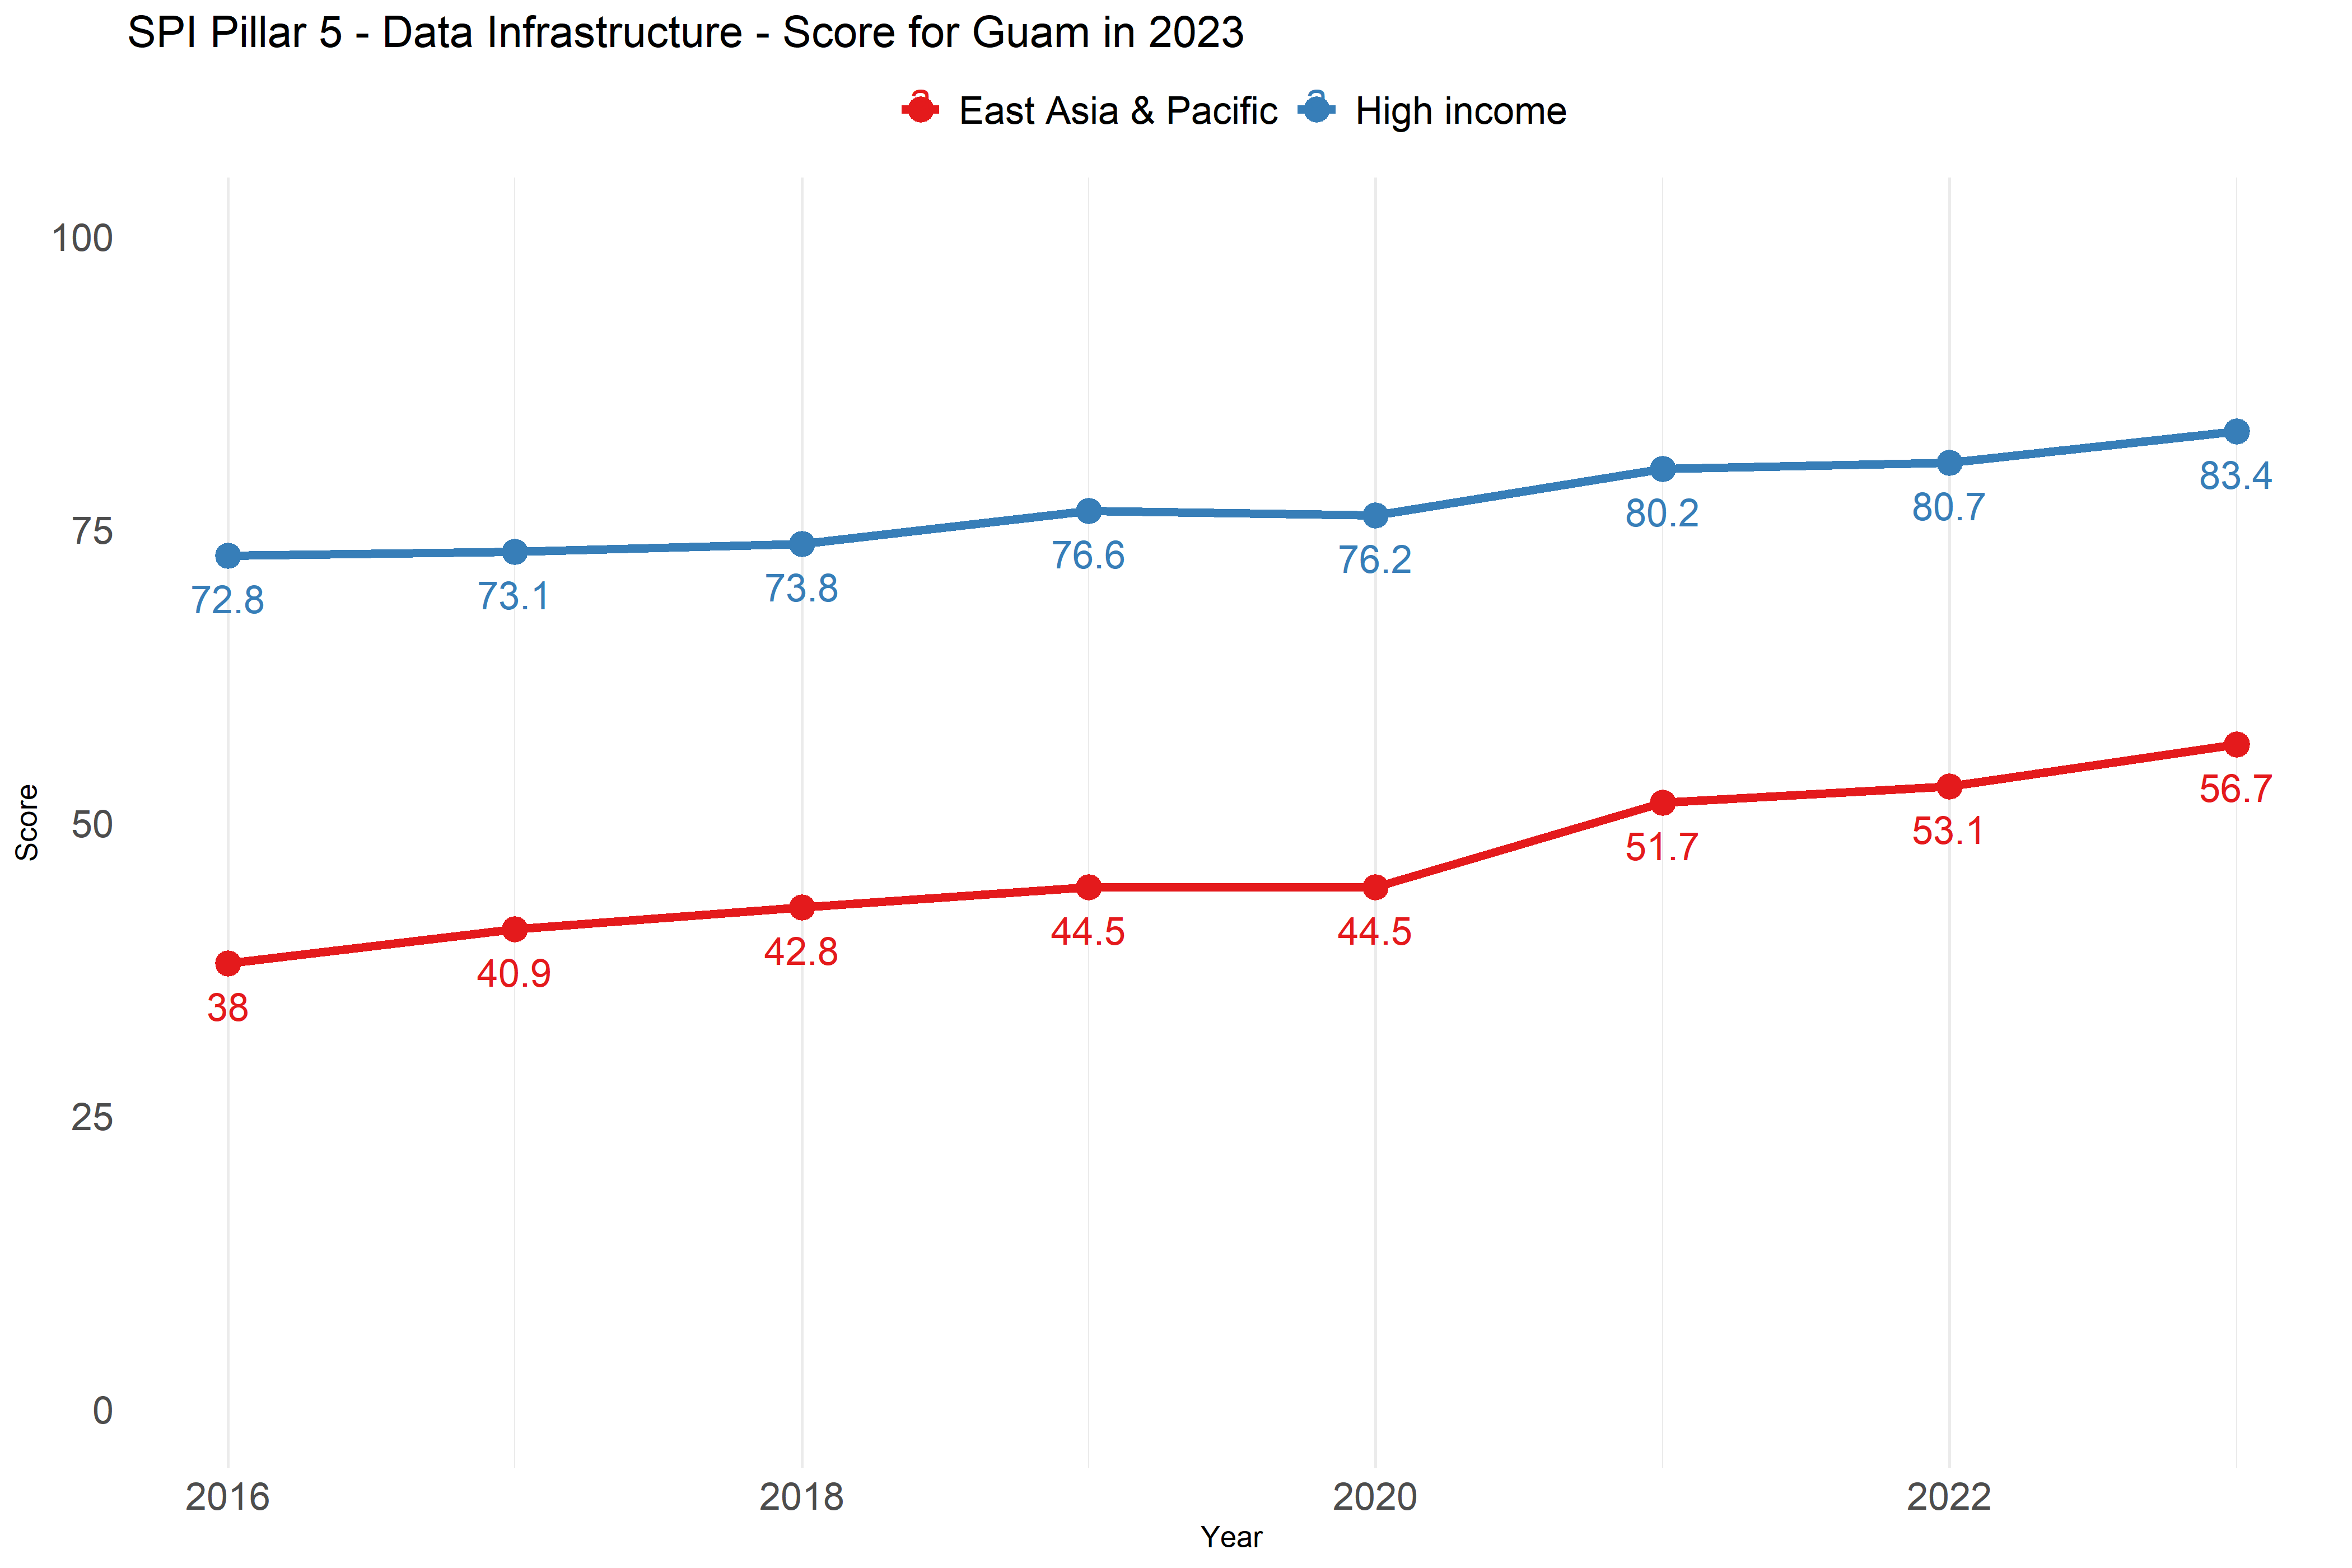 SPI Pillar 5 - Data Infrastructure - Score for Guam in 2023
East Asia & Pacific High income
100
75
50
25
0
Score
72.8 73.1 73.8 76.6 76.2 80.2 80.7 83.4
38 40.9 42.8 44.5 44.5 51.7 53.1 56.7
2016 2018 2020 2022
Year